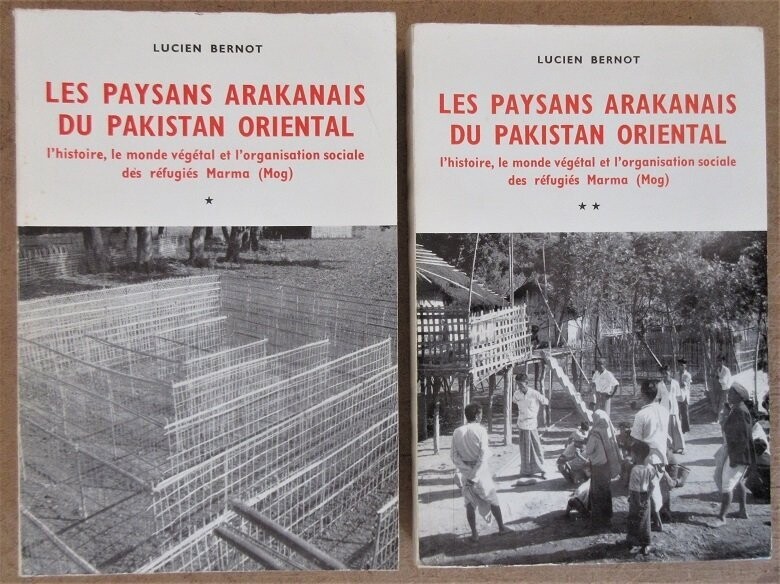 LUCIEN BERNOT
LES PAYSANS ARAKANAIS
DU PAKISTAN ORIENTAL
l'histoire, le monde végétal et l'organisation sociale
des réfugiés Marma (Mog)
★
LUCIEN BERNOT
LES PAYSANS ARAKANAIS
DU PAKISTAN ORIENTAL
l'histoire, le monde végétal et l'organisation sociale
des réfugiés Marma (Mog)
★ ★